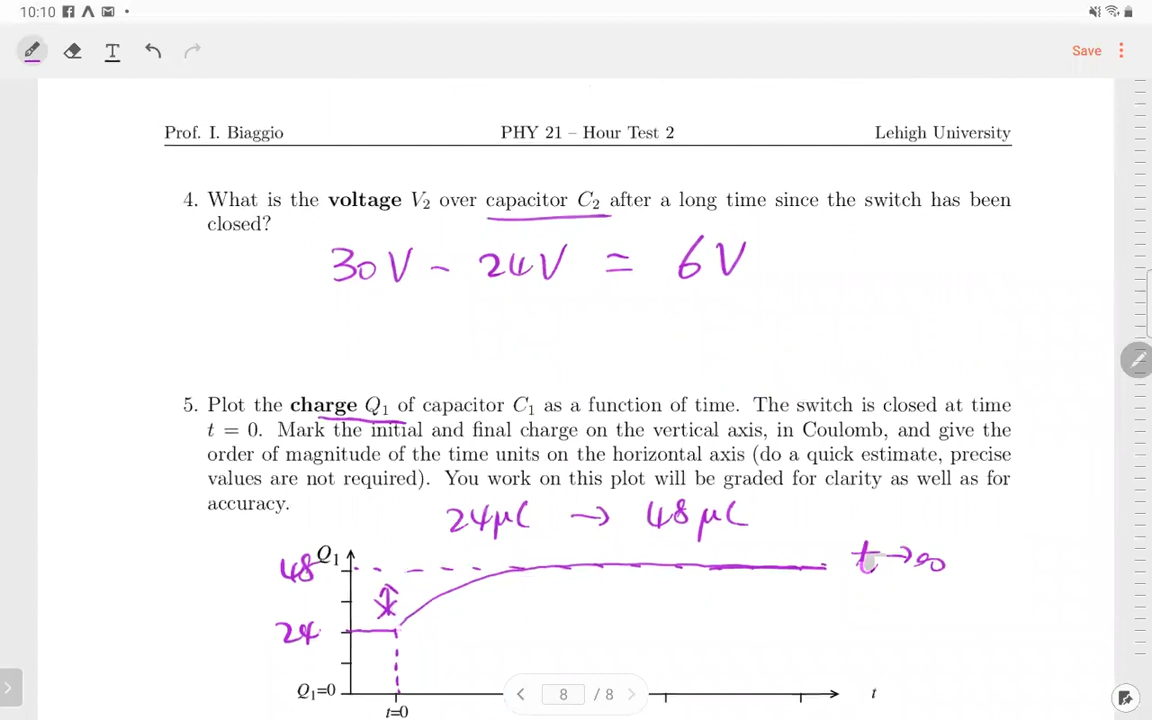 10:10
Save
Prof. I. Biaggio PHY 21 – Hour Test 2 Lehigh University
4. What is the voltage V₂ over capacitor C₂ after a long time since the switch has been
closed?
30V - 24V = 6V
5. Plot the charge Q₁ of capacitor C₁ as a function of time. The switch is closed at time
t = 0. Mark the initial and final charge on the vertical axis, in Coulomb, and give the
order of magnitude of the time units on the horizontal axis (do a quick estimate, precise
values are not required). You work on this plot will be graded for clarity as well as for
accuracy.
24μC → 48μC
48 Q₁ t→∞
24
Q₁=0 t
t=0
8 / 8